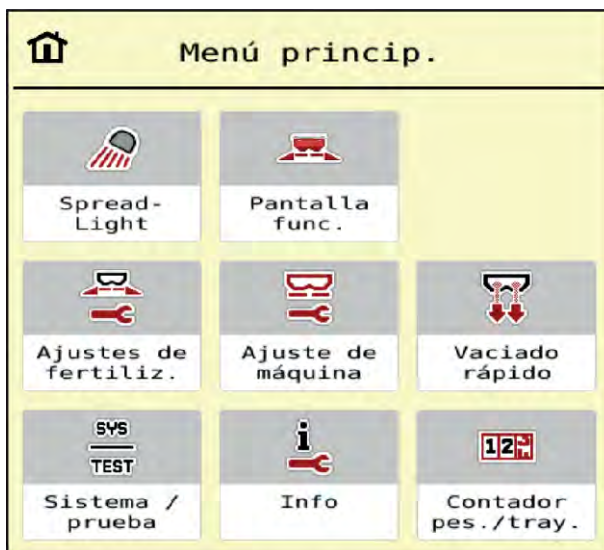 Menú princip.
Spread-
Light
Pantalla
func.
Ajustes de
fertiliz.
Ajuste de
máquina
Vaciado
rápido
SYS
TEST
Sistema /
prueba
i
Info
123
Contador
pes./tray.